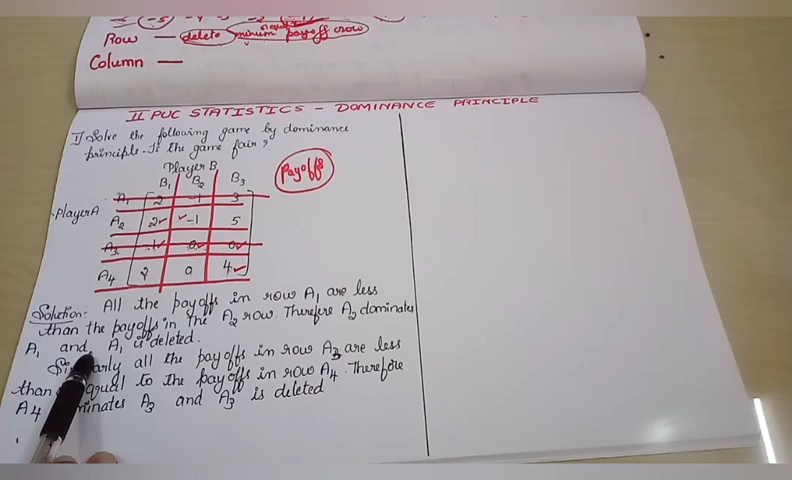 Row — delete minimum payoff row
Column —
II PUC STATISTICS - DOMINANCE PRINCIPLE
1) Solve the following game by dominance
principle. Is the game fair?
Player B
payoffs
B1 B2 B3
A1 2 -1 3
Player A
A2 2 -1 5
A3 -1 0 0
A4 2 0 4
Solution: All the payoffs in row A1 are less
than the payoffs in the A2 row. Therefore A2 dominates
A1 and A1 is deleted.
all the payoffs in row A3 are less
than equal to the payoffs in row A4. Therefore
A4 A3 and A3 is deleted